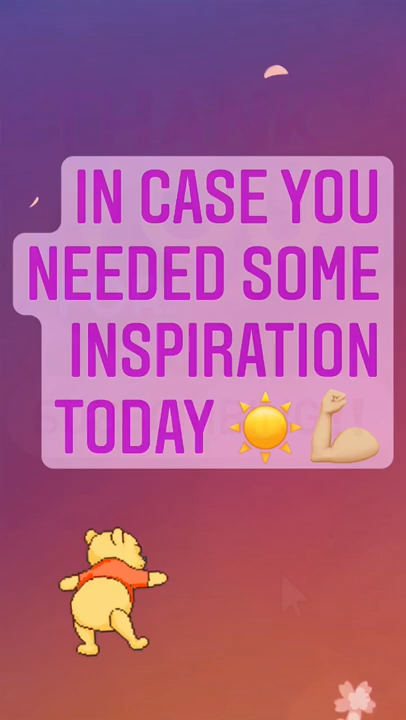 IN CASE YOU
NEEDED SOME
INSPIRATION
TODAY ☀️💪🏼